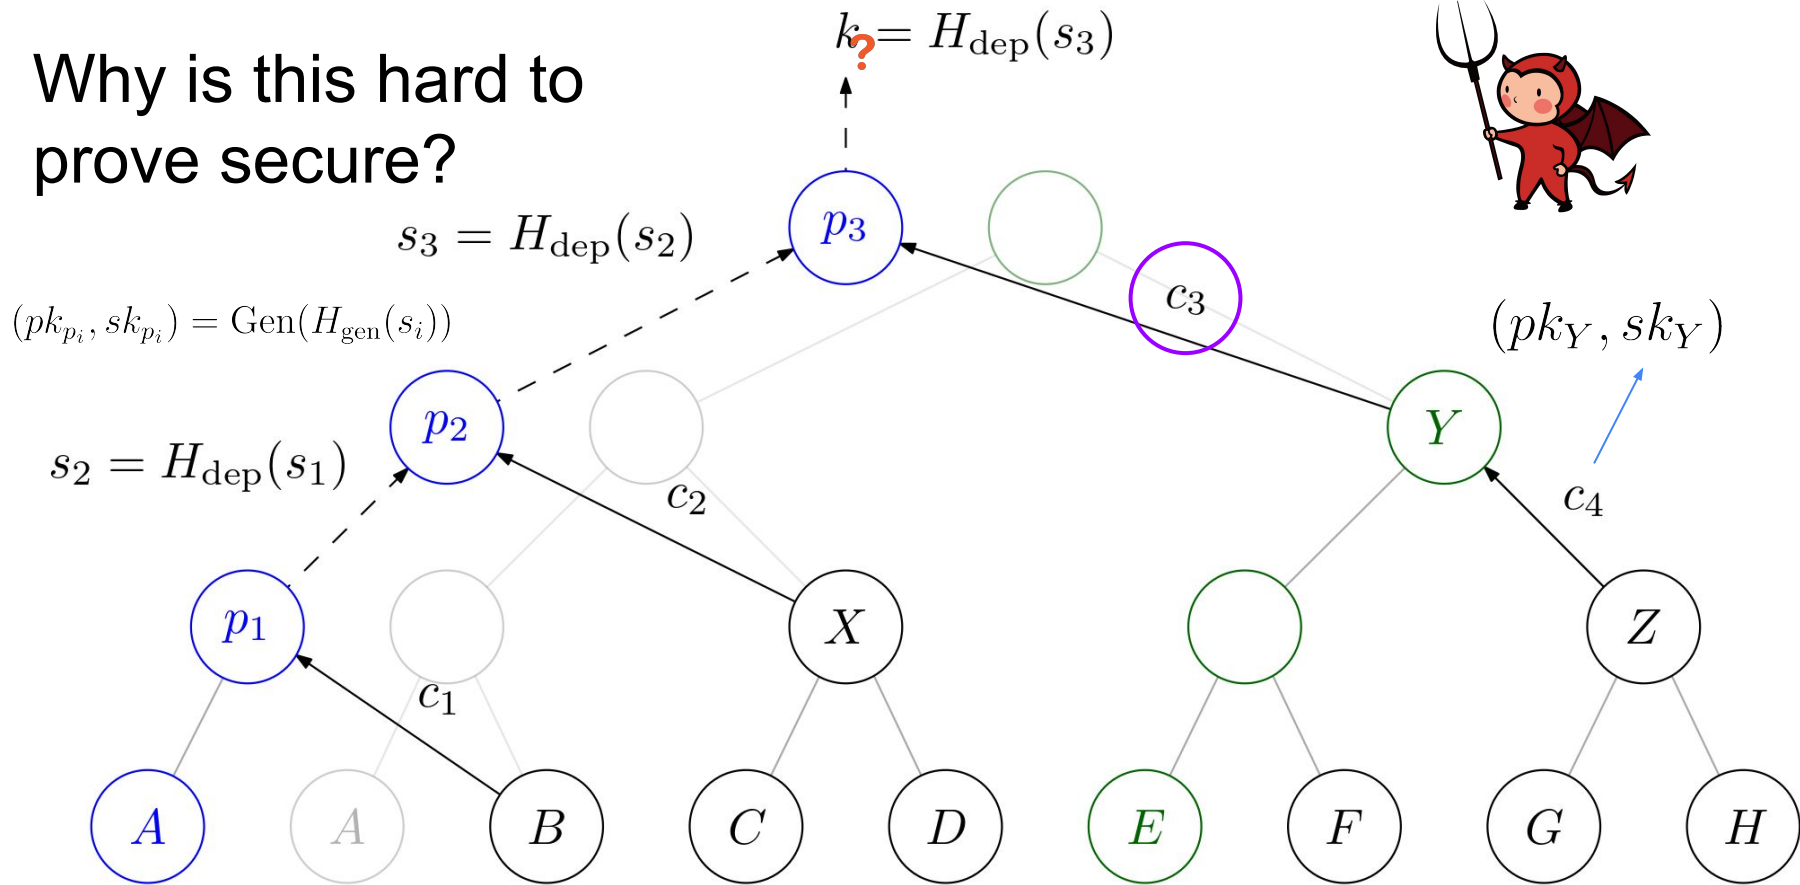 Why is this hard to
prove secure?
k = H_dep(s_3)
?
p_3
s_3 = H_dep(s_2)
c_3
(pk_{p_i}, sk_{p_i}) = Gen(H_gen(s_i))
(pk_Y, sk_Y)
p_2
Y
s_2 = H_dep(s_1)
c_2
c_4
p_1
X
Z
c_1
A A B C D E F G H